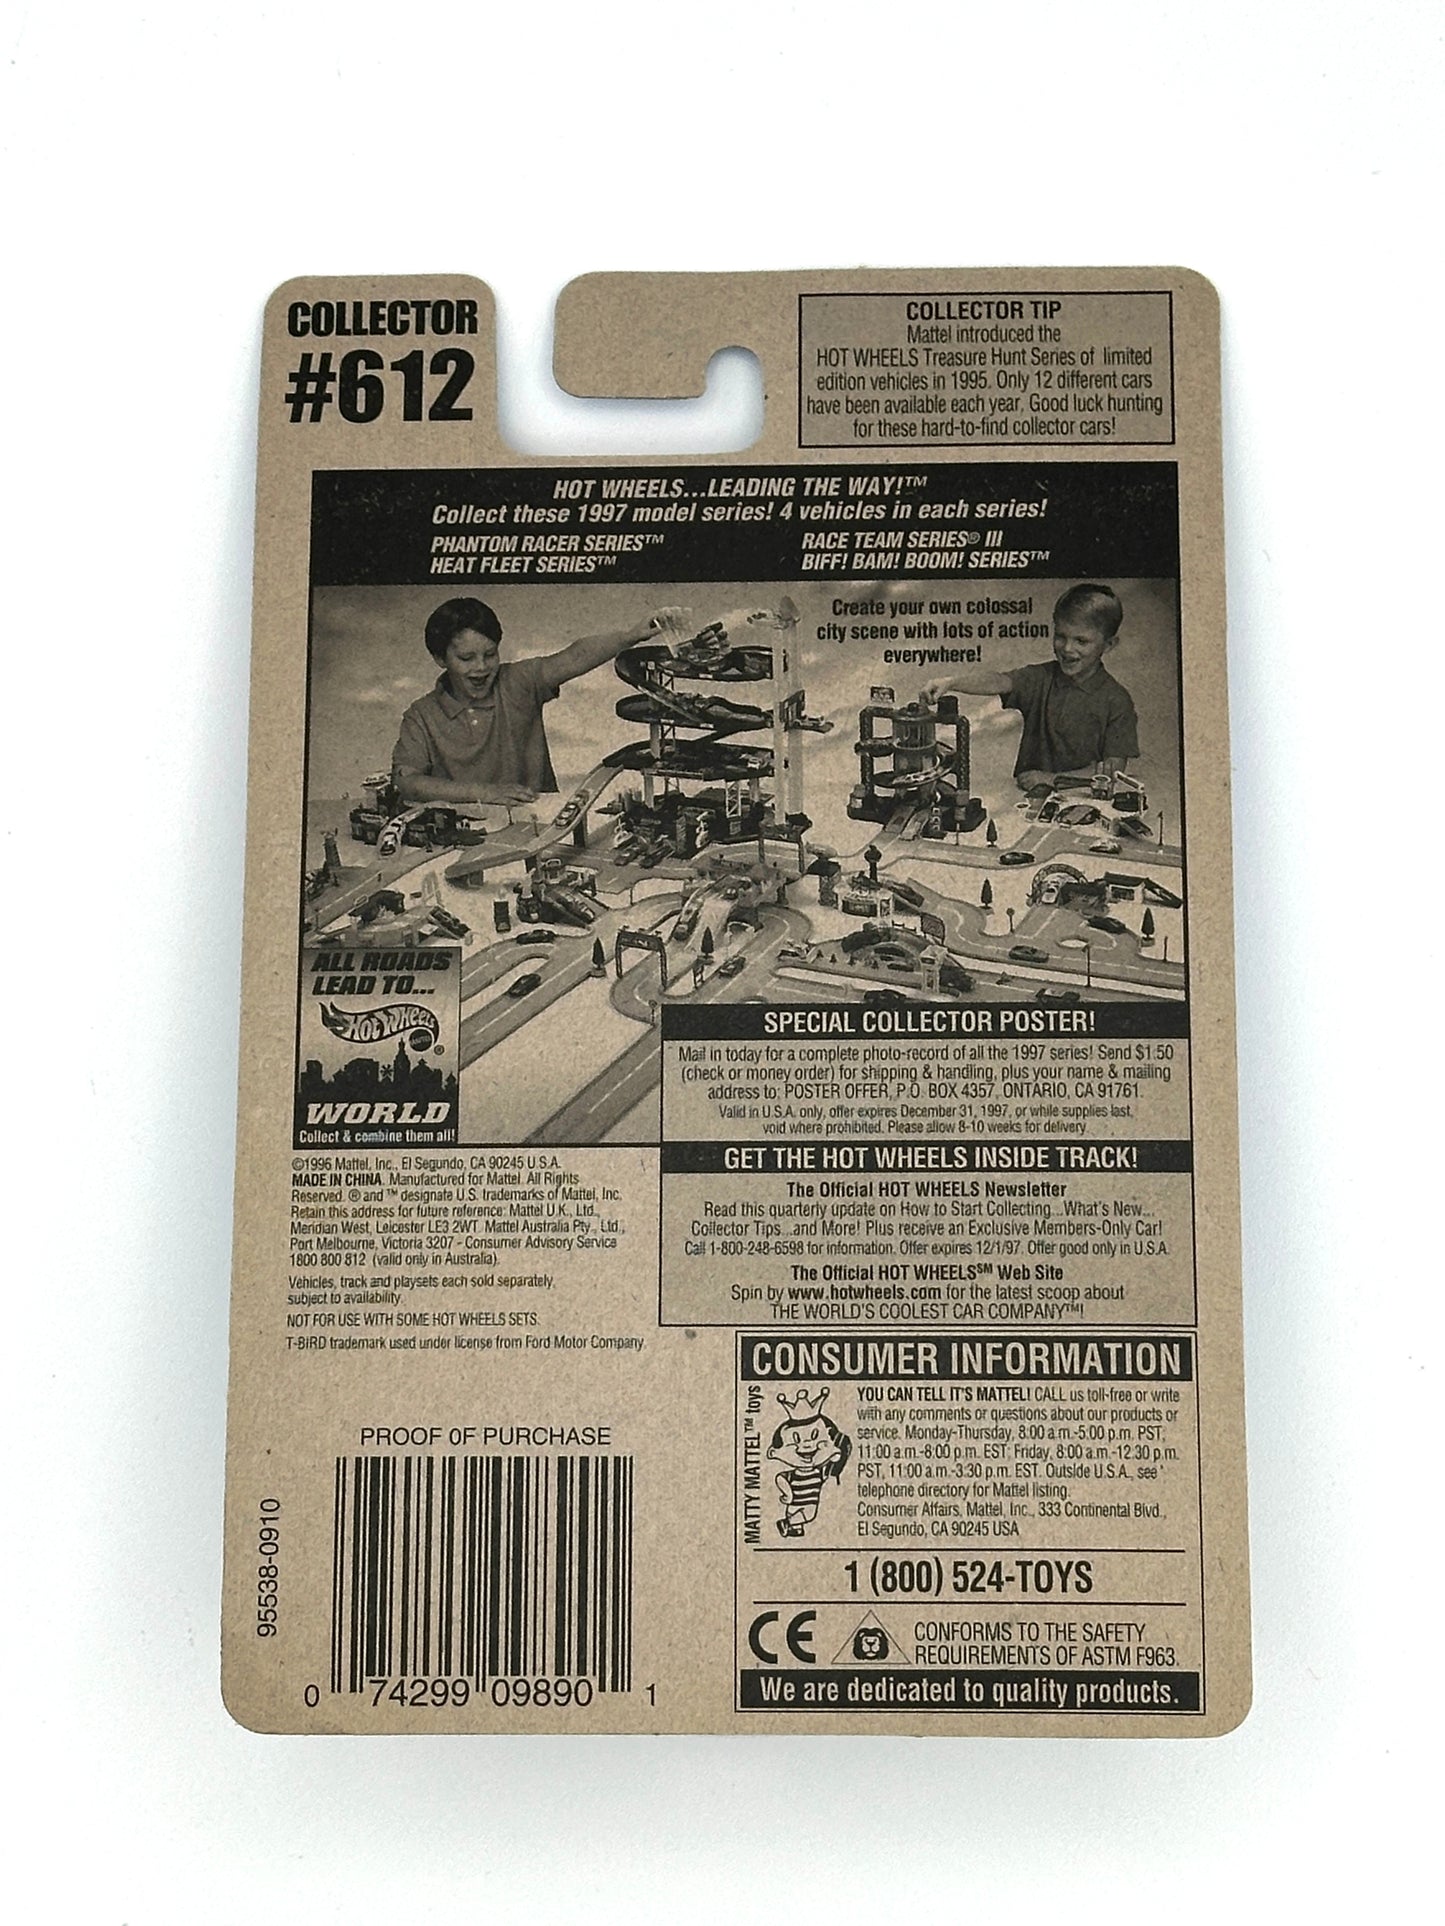 COLLECTOR
#612
COLLECTOR TIP
Mattel introduced the
HOT WHEELS Treasure Hunt Series of limited
edition vehicles in 1995. Only 12 different cars
have been available each year. Good luck hunting
for these hard-to-find collector cars!
HOT WHEELS...LEADING THE WAY!™
Collect these 1997 model series! 4 vehicles in each series!
PHANTOM RACER SERIES™
HEAT FLEET SERIES™
RACE TEAM SERIES® III
BIFF! BAM! BOOM! SERIES™
Create your own colossal
city scene with lots of action
everywhere!
ALL ROADS
LEAD TO...
HOT WHEELS
MATTEL
®
WORLD
Collect & combine them all!
SPECIAL COLLECTOR POSTER!
Mail in today for a complete photo-record of all the 1997 series! Send $1.50
(check or money order) for shipping & handling, plus your name & mailing
address to: POSTER OFFER, P.O. BOX 4357, ONTARIO, CA 91761.
Valid in U.S.A. only, offer expires December 31, 1997, or while supplies last,
void where prohibited. Please allow 8-10 weeks for delivery.
GET THE HOT WHEELS INSIDE TRACK!
The Official HOT WHEELS Newsletter
Read this quarterly update on How to Start Collecting...What's New...
Collector Tips...and More! Plus receive an Exclusive Members-Only Car!
Call 1-800-248-6598 for information. Offer expires 12/1/97. Offer good only in U.S.A.
The Official HOT WHEELS℠ Web Site
Spin by www.hotwheels.com for the latest scoop about
THE WORLD'S COOLEST CAR COMPANY™!
©1996 Mattel, Inc., El Segundo, CA 90245 U.S.A.
MADE IN CHINA. Manufactured for Mattel. All Rights
Reserved. ® and ™ designate U.S. trademarks of Mattel, Inc.
Retain this address for future reference: Mattel U.K., Ltd.,
Meridian West, Leicester LE3 2WT. Mattel Australia Pty., Ltd.,
Port Melbourne, Victoria 3207 - Consumer Advisory Service
1800 800 812 (valid only in Australia).
Vehicles, track and playsets each sold separately,
subject to availability.
NOT FOR USE WITH SOME HOT WHEELS SETS.
T-BIRD trademark used under license from Ford Motor Company.
CONSUMER INFORMATION
MATTY MATTEL™ toys
YOU CAN TELL IT'S MATTEL! CALL us toll-free or write
with any comments or questions about our products or
service. Monday-Thursday, 8:00 a.m.-5:00 p.m. PST;
11:00 a.m.-8:00 p.m. EST; Friday, 8:00 a.m.-12:30 p.m.
PST, 11:00 a.m.-3:30 p.m. EST. Outside U.S.A., see
telephone directory for Mattel listing.
Consumer Affairs, Mattel, Inc., 333 Continental Blvd.,
El Segundo, CA 90245 USA
1 (800) 524-TOYS
CE
CONFORMS TO THE SAFETY
REQUIREMENTS OF ASTM F963.
We are dedicated to quality products.
PROOF OF PURCHASE
95538-0910
0 74299 09890 1